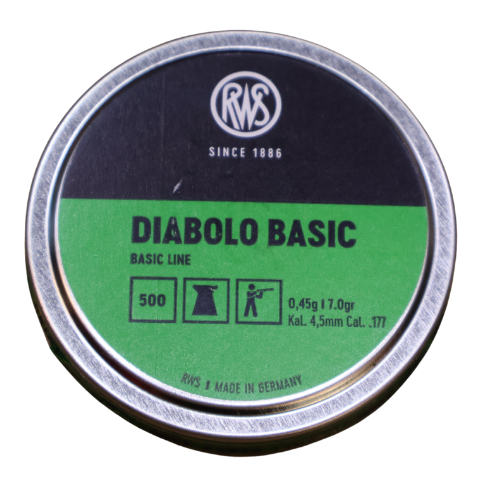 RWS
SINCE 1886
DIABOLO BASIC
BASIC LINE
500
0,45g I 7.0gr
Kal. 4,5mm Cal. .177
RWS I MADE IN GERMANY